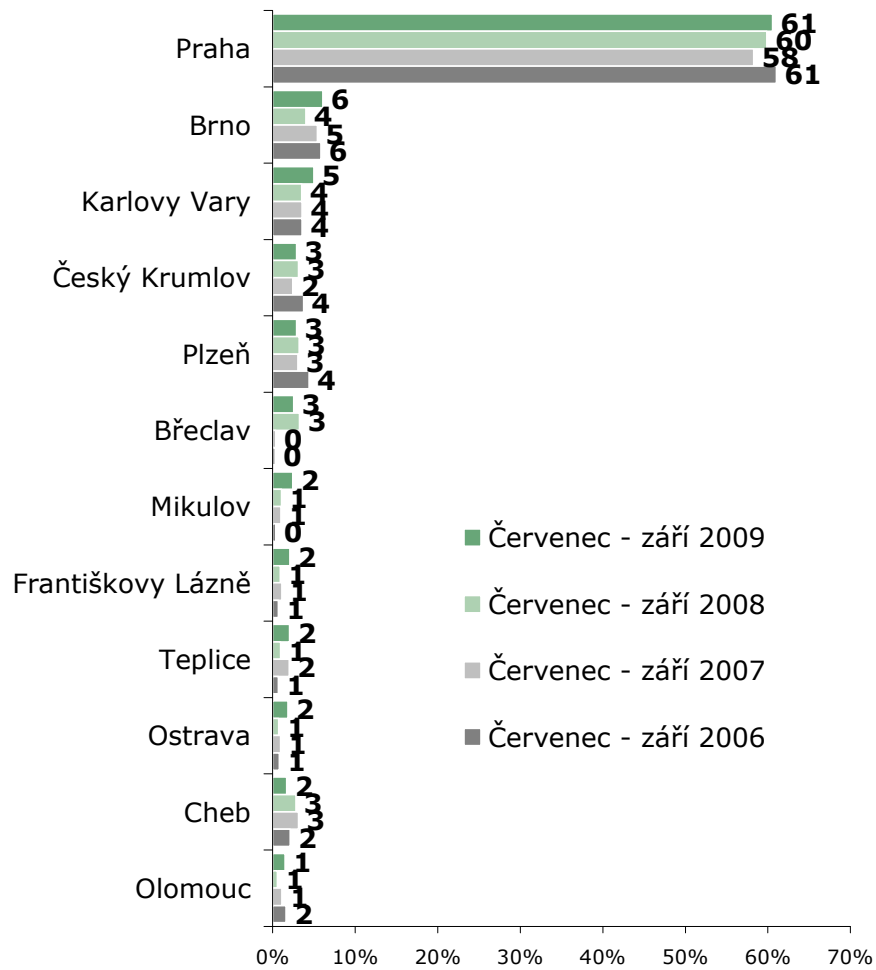 Praha
61
60
58
61
Brno
6
4
5
6
Karlovy Vary
5
4
4
4
Český Krumlov
3
3
2
4
Plzeň
3
3
3
4
Břeclav
3
3
0
0
Mikulov
2
1
1
0
Františkovy Lázně
2
1
1
1
Teplice
2
1
2
1
Ostrava
2
1
1
1
Cheb
2
3
3
2
Olomouc
1
1
1
2
Červenec - září 2009
Červenec - září 2008
Červenec - září 2007
Červenec - září 2006
0% 10% 20% 30% 40% 50% 60% 70%